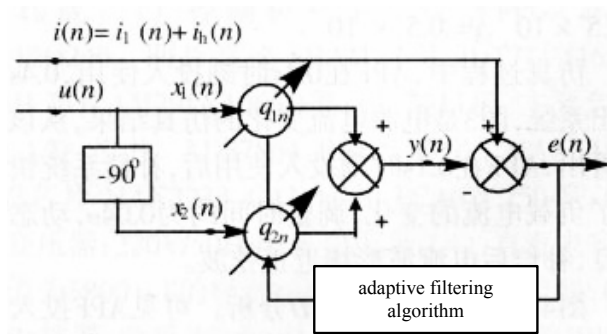 i(n)= i₁ (n)+ iₕ(n)
u(n)
x₁(n)
q₁ₙ
+
+
y(n)
e(n)
-
-90°
x₂(n)
q₂ₙ
+
adaptive filtering
algorithm